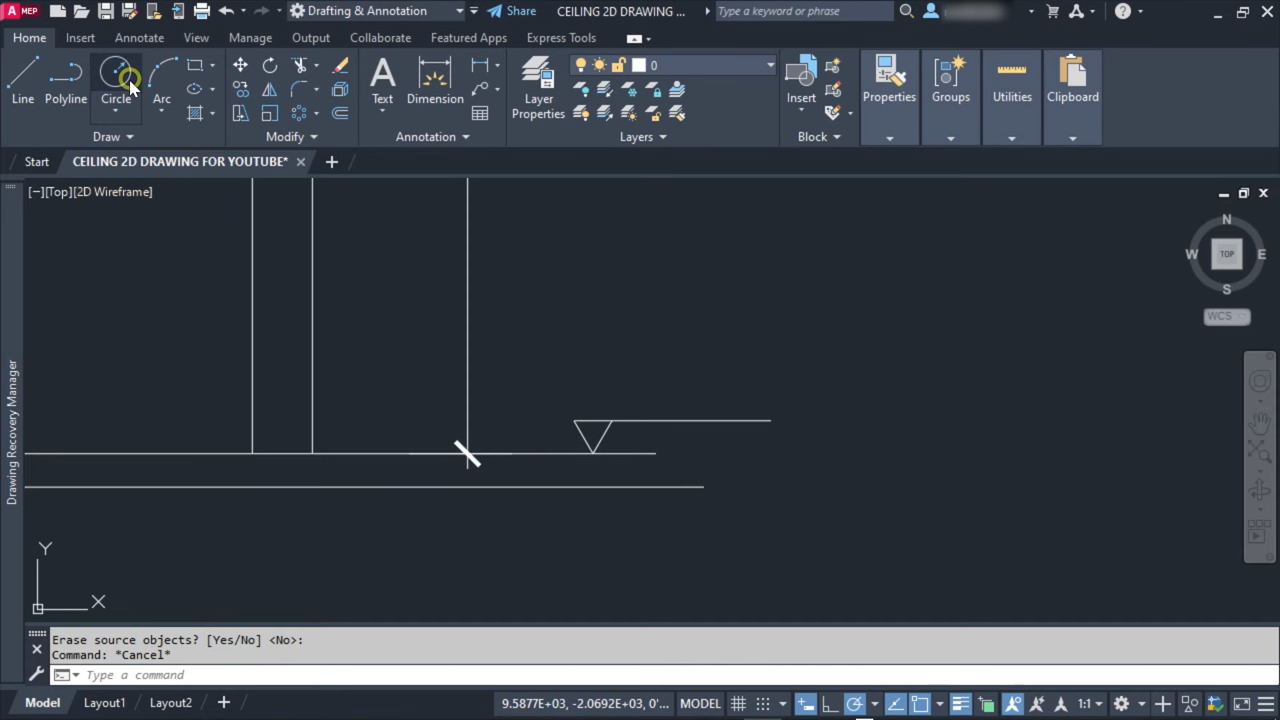 A MEP
Drafting & Annotation
Share
CEILING 2D DRAWING ...
Type a keyword or phrase
Home
Insert
Annotate
View
Manage
Output
Collaborate
Featured Apps
Express Tools
Line
Polyline
Circle
Arc
Text
Dimension
Layer
Properties
0
Insert
Properties
Groups
Utilities
Clipboard
Draw
Modify
Annotation
Layers
Block
Start
CEILING 2D DRAWING FOR YOUTUBE*
[−][Top][2D Wireframe]
N
W
TOP
E
S
WCS
Drawing Recovery Manager
Y
X
Erase source objects? [Yes/No] <No>:
Command: *Cancel*
Type a command
Model
Layout1
Layout2
9.5877E+03, -2.0692E+03, 0'...
MODEL
1:1